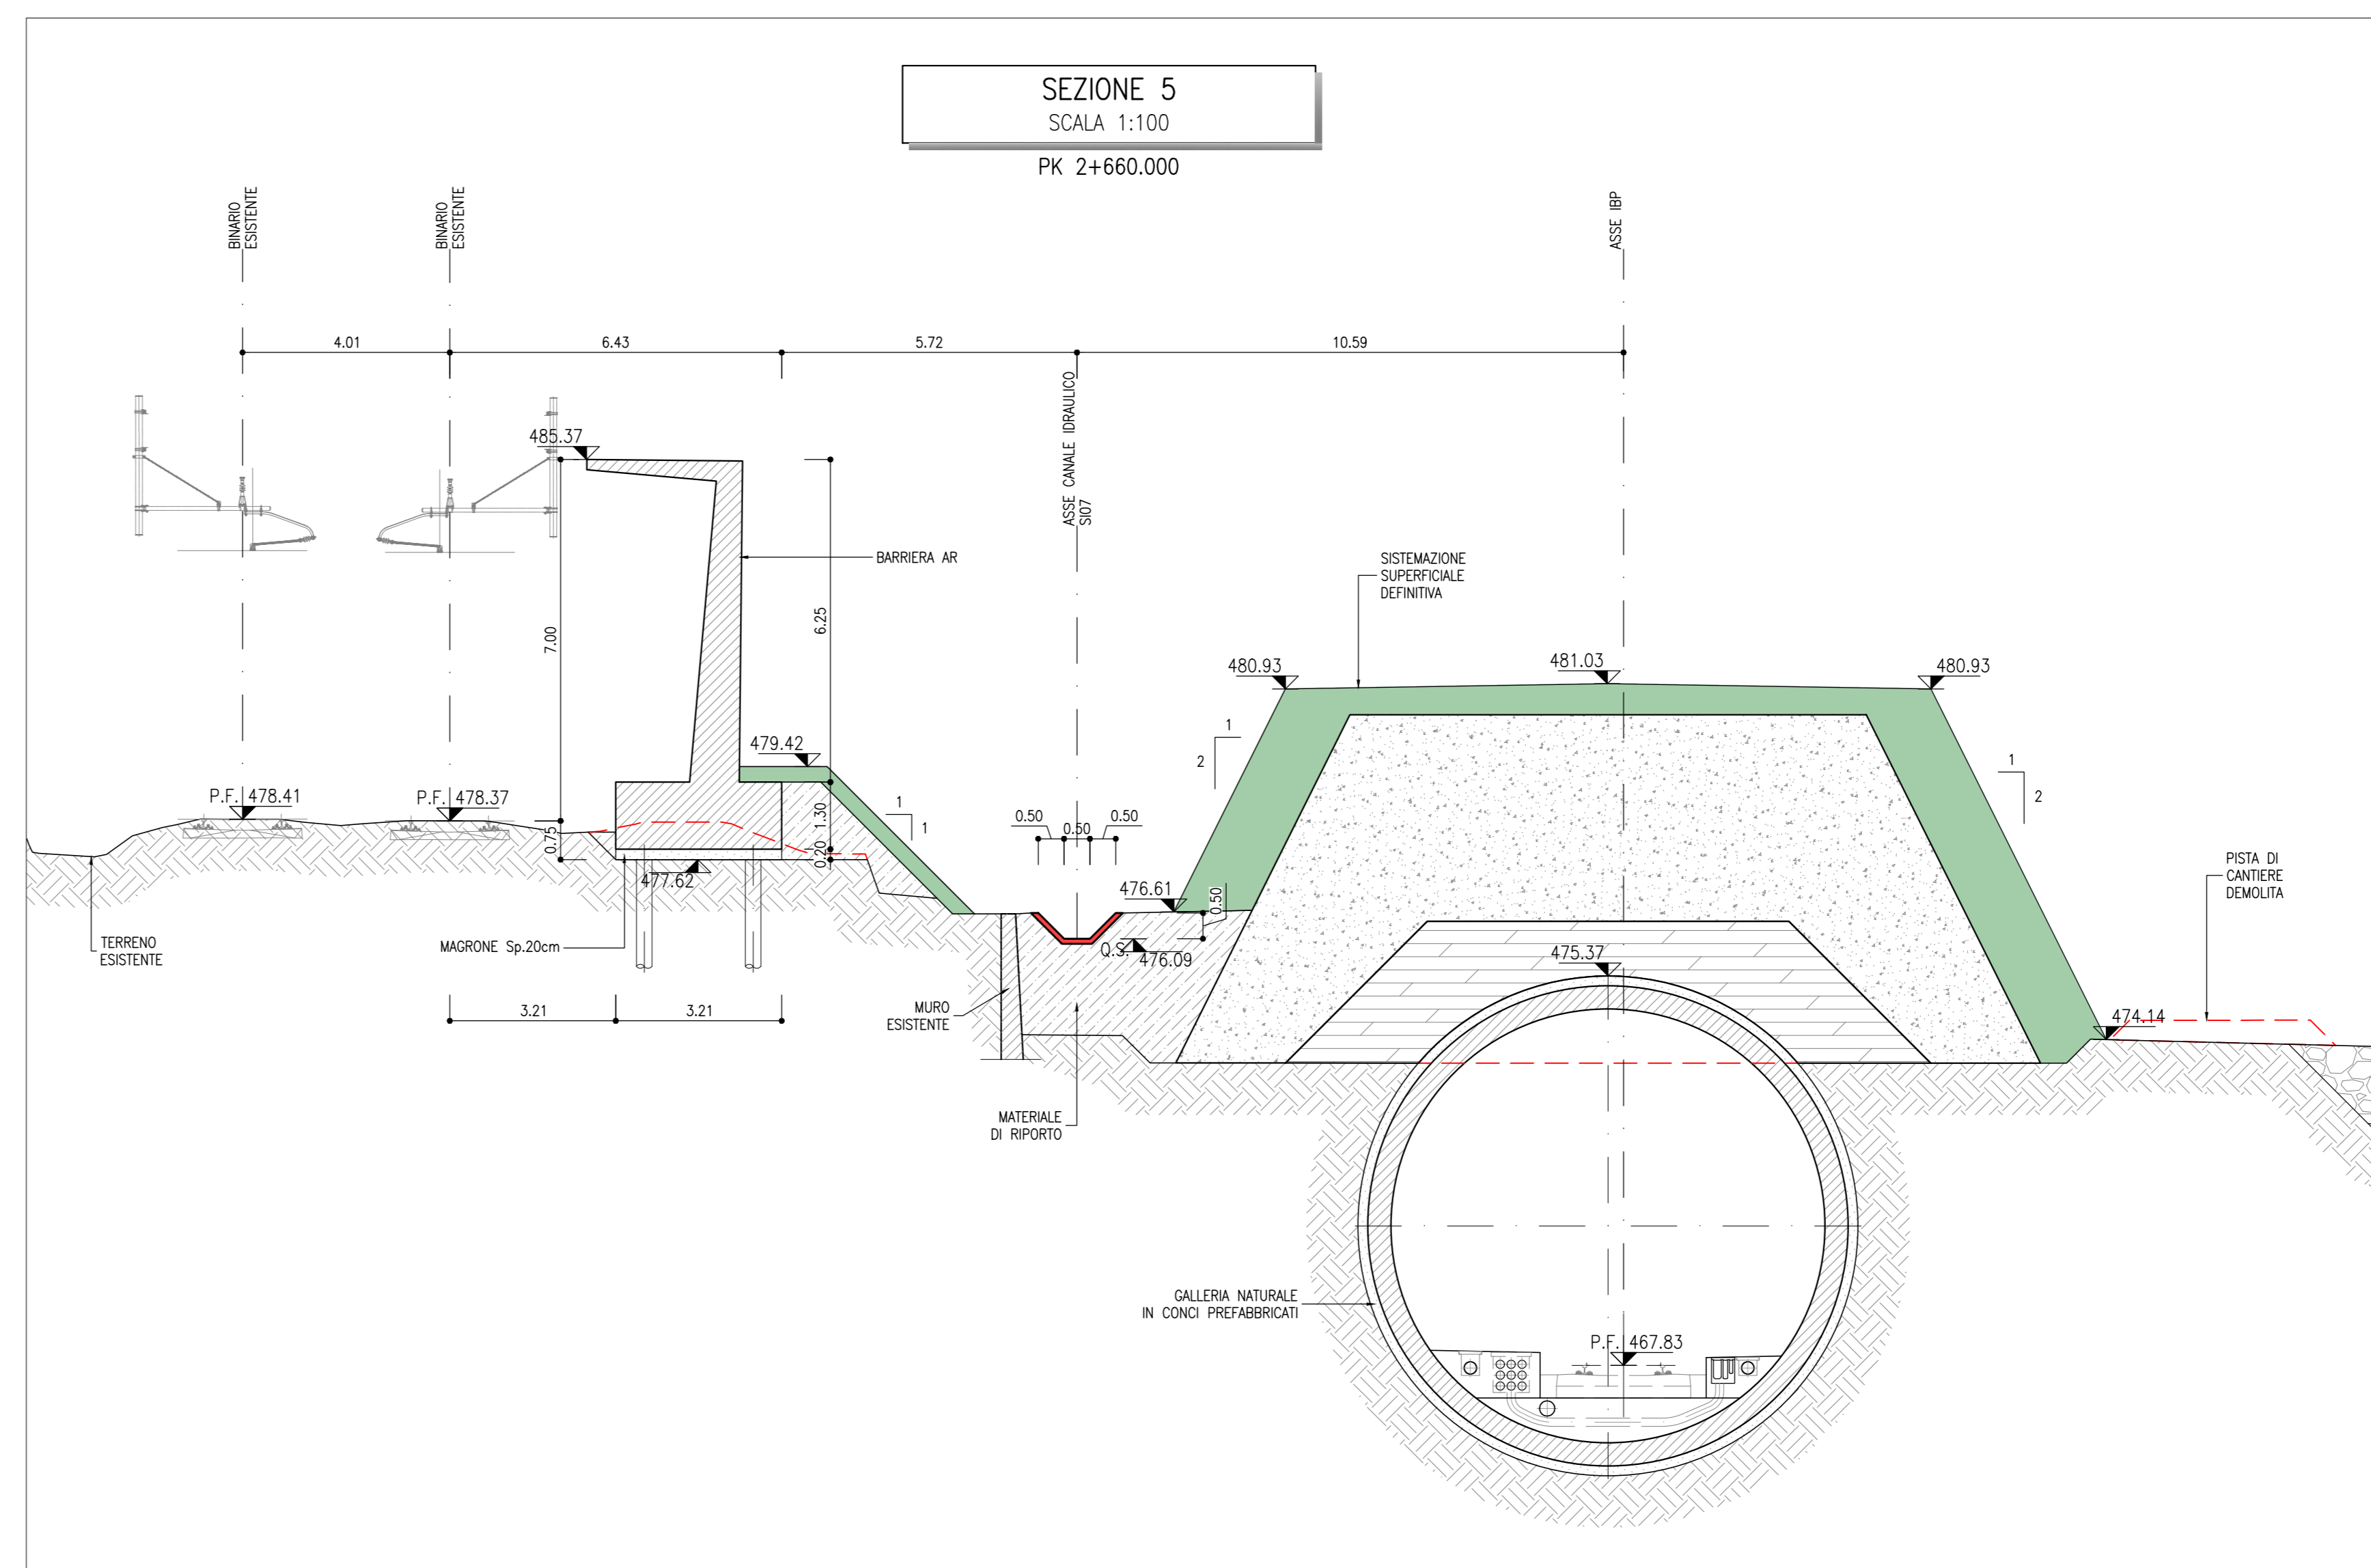 SEZIONE 5
SCALA 1:100
PK 2+660.000
BINARIO
ESISTENTE
BINARIO
ESISTENTE
ASSE IBP
4.01
6.43
5.72
10.59
ASSE CANALE IDRAULICO
SI07
485.37
BARRIERA AR
SISTEMAZIONE
SUPERFICIALE
DEFINITIVA
7.00
6.25
480.93
481.03
480.93
1
2
1
2
479.42
P.F. 478.41
P.F. 478.37
0.75
1.30
0.20
1
1
0.50
0.50
0.50
477.62
476.61
0.50
PISTA DI
CANTIERE
DEMOLITA
TERRENO
ESISTENTE
MAGRONE Sp.20cm
Q.S. 476.09
475.37
3.21
3.21
MURO
ESISTENTE
474.14
MATERIALE
DI RIPORTO
GALLERIA NATURALE
IN CONCI PREFABBRICATI
P.F. 467.83